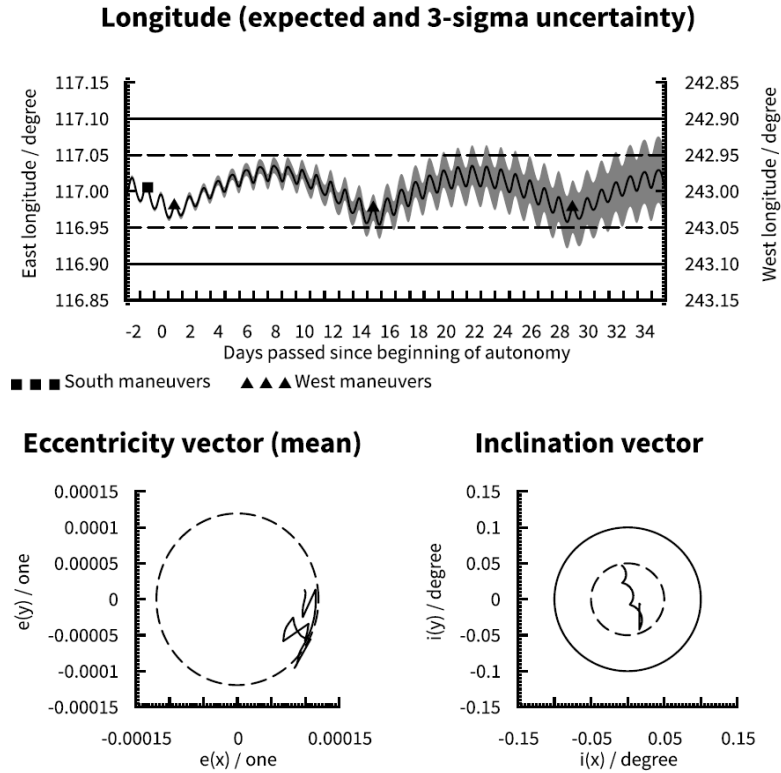 Longitude (expected and 3-sigma uncertainty)
East longitude / degree
117.15
117.10
117.05
117.00
116.95
116.90
116.85
242.85
242.90
242.95
243.00
243.05
243.10
243.15
West longitude / degree
-2 0 2 4 6 8 10 12 14 16 18 20 22 24 26 28 30 32 34
Days passed since beginning of autonomy
South maneuvers
West maneuvers
Eccentricity vector (mean)
e(y) / one
0.00015
0.0001
0.00005
0
-0.00005
-0.0001
-0.00015
-0.00015 0 0.00015
e(x) / one
Inclination vector
i(y) / degree
0.15
0.1
0.05
0
-0.05
-0.1
-0.15
-0.15 -0.05 0.05 0.15
i(x) / degree